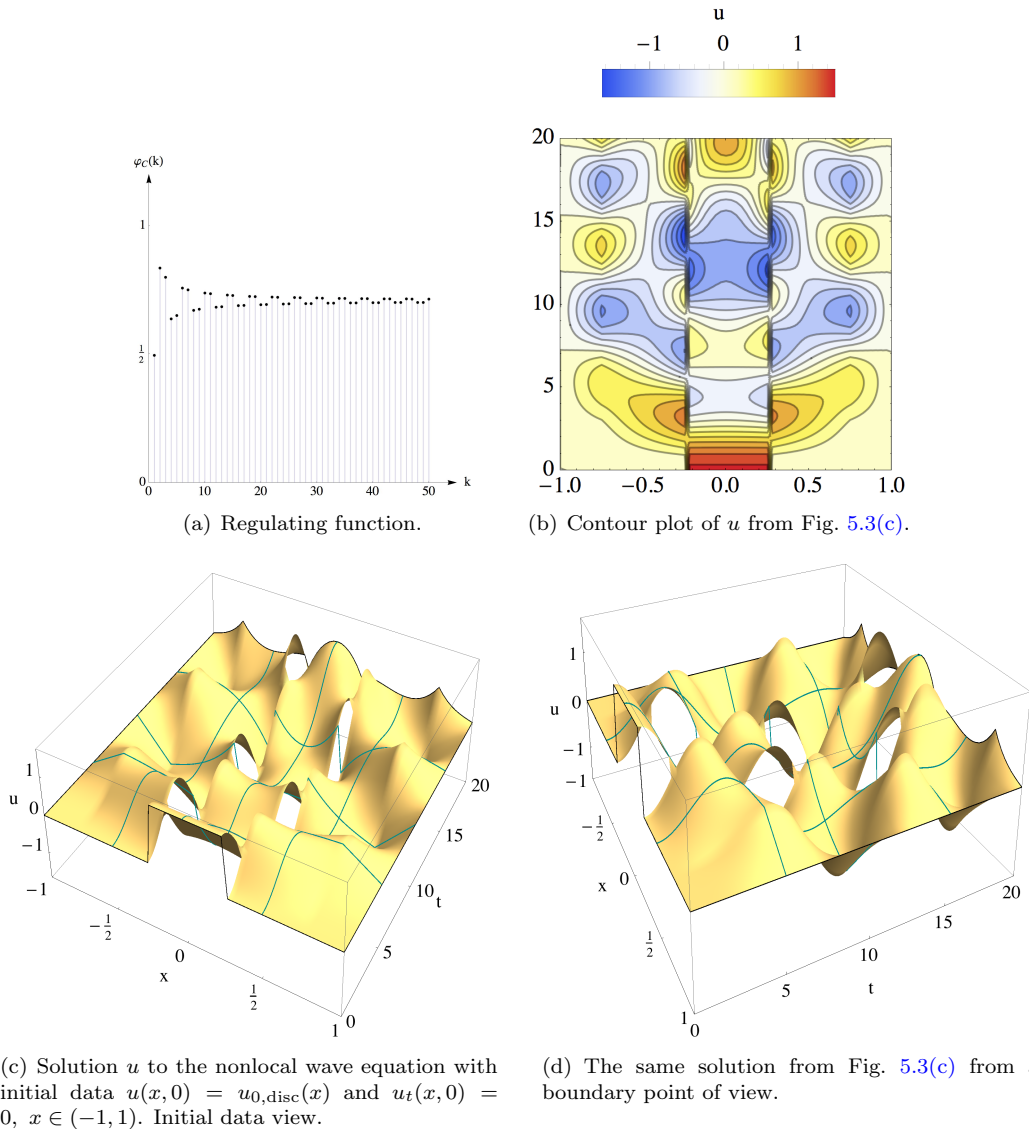 u
−1 0 1
φC(k)
1
1/2
0
0 10 20 30 40 50 k
20
15
10
5
0
−1.0 −0.5 0.0 0.5 1.0
(a) Regulating function.
(b) Contour plot of u from Fig. 5.3(c).
1
u 0
−1
−1
−1/2
0
x
1/2
1
0
5
10
t
15
20
1
u 0
−1
−1
−1/2
x 0
1/2
1
0
5
10
t
15
20
(c) Solution u to the nonlocal wave equation with
initial data u(x, 0) = u0,disc(x) and ut(x, 0) =
0, x ∈ (−1, 1). Initial data view.
(d) The same solution from Fig. 5.3(c) from
boundary point of view.